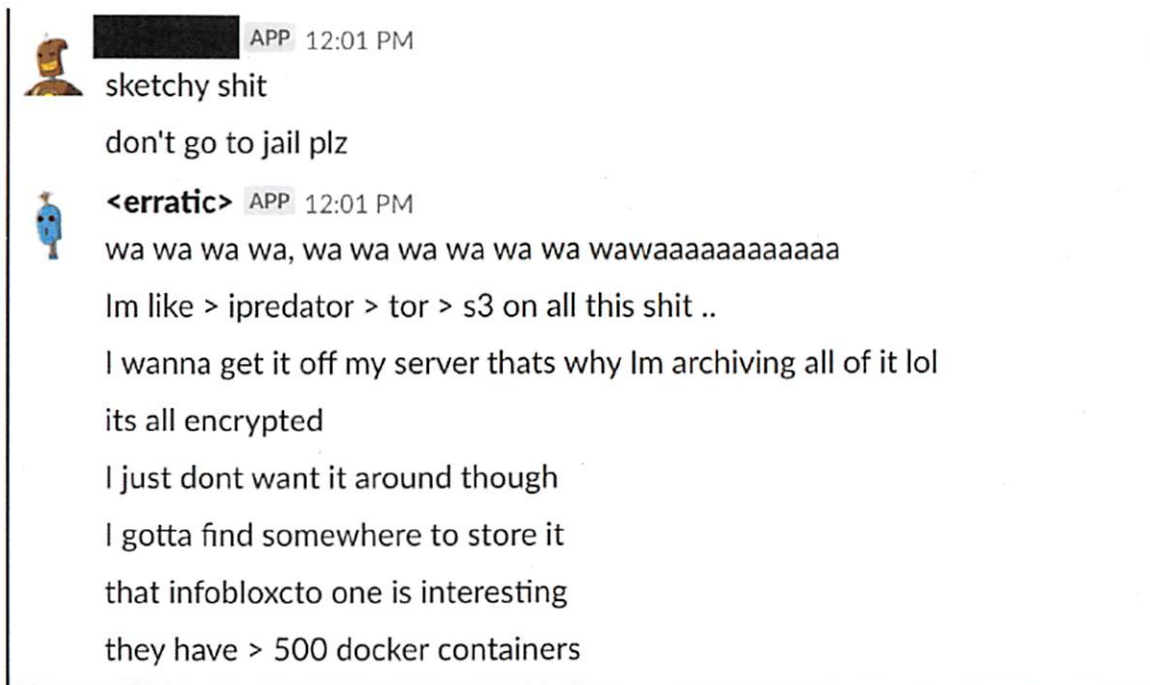 APP 12:01 PM
sketchy shit
don't go to jail plz
<erratic> APP 12:01 PM
wa wa wa wa, wa wa wa wa wa wa wawaaaaaaaaaaaa
Im like > ipredator > tor > s3 on all this shit ..
I wanna get it off my server thats why Im archiving all of it lol
its all encrypted
I just dont want it around though
I gotta find somewhere to store it
that infobloxcto one is interesting
they have > 500 docker containers